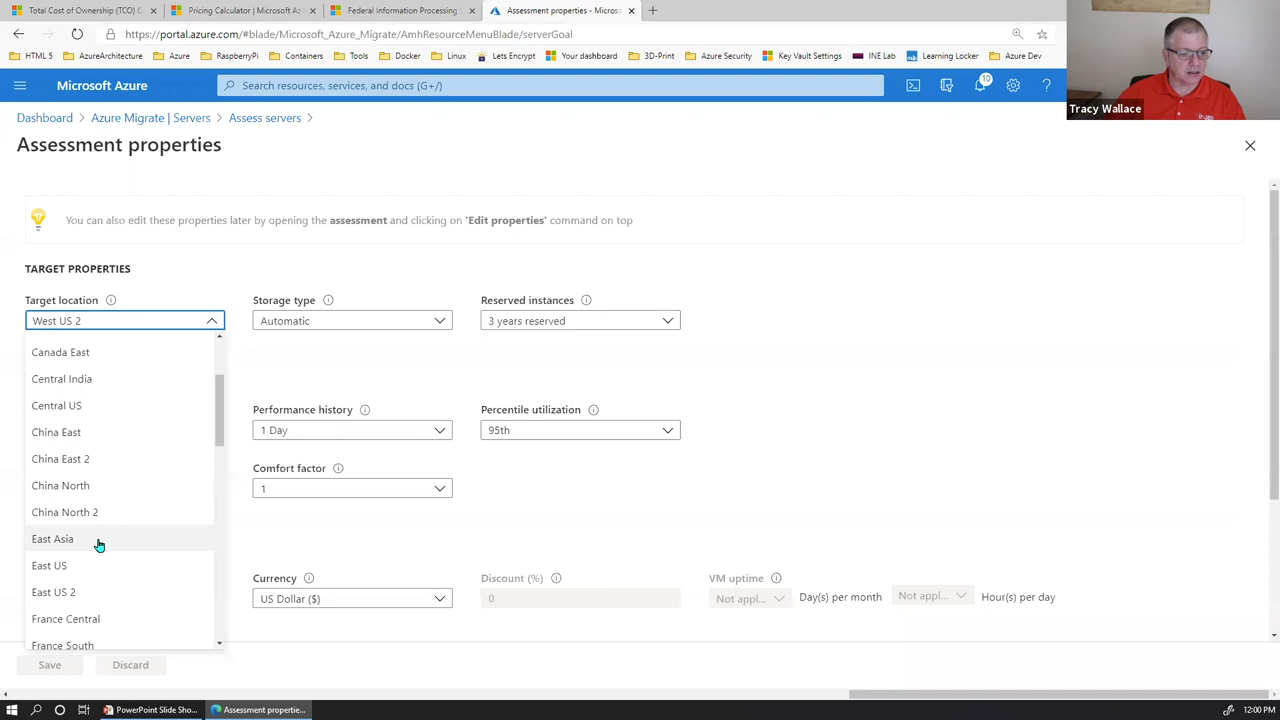 Total Cost of Ownership (TCO) C
Pricing Calculator | Microsoft Az
Federal Information Processing S
Assessment properties - Micros
https://portal.azure.com/#blade/Microsoft_Azure_Migrate/AmhResourceMenuBlade/serverGoal
HTML 5
AzureArchitecture
Azure
RaspberryPi
Containers
Tools
Docker
Linux
Lets Encrypt
Your dashboard
3D-Print
Azure Security
Key Vault Settings
INE Lab
Learning Locker
Azure Dev
Microsoft Azure
Search resources, services, and docs (G+/)
10
Tracy Wallace
Dashboard > Azure Migrate | Servers > Assess servers >
Assessment properties
You can also edit these properties later by opening the assessment and clicking on 'Edit properties' command on top
TARGET PROPERTIES
Target location
Storage type
Reserved instances
West US 2
Automatic
3 years reserved
Canada East
Central India
Central US
China East
China East 2
China North
China North 2
East Asia
East US
East US 2
France Central
France South
Performance history
Percentile utilization
1 Day
95th
Comfort factor
1
Currency
Discount (%)
VM uptime
US Dollar ($)
0
Not appl...
Day(s) per month
Not appl...
Hour(s) per day
Save
Discard
PowerPoint Slide Sho...
Assessment propertie...
12:00 PM